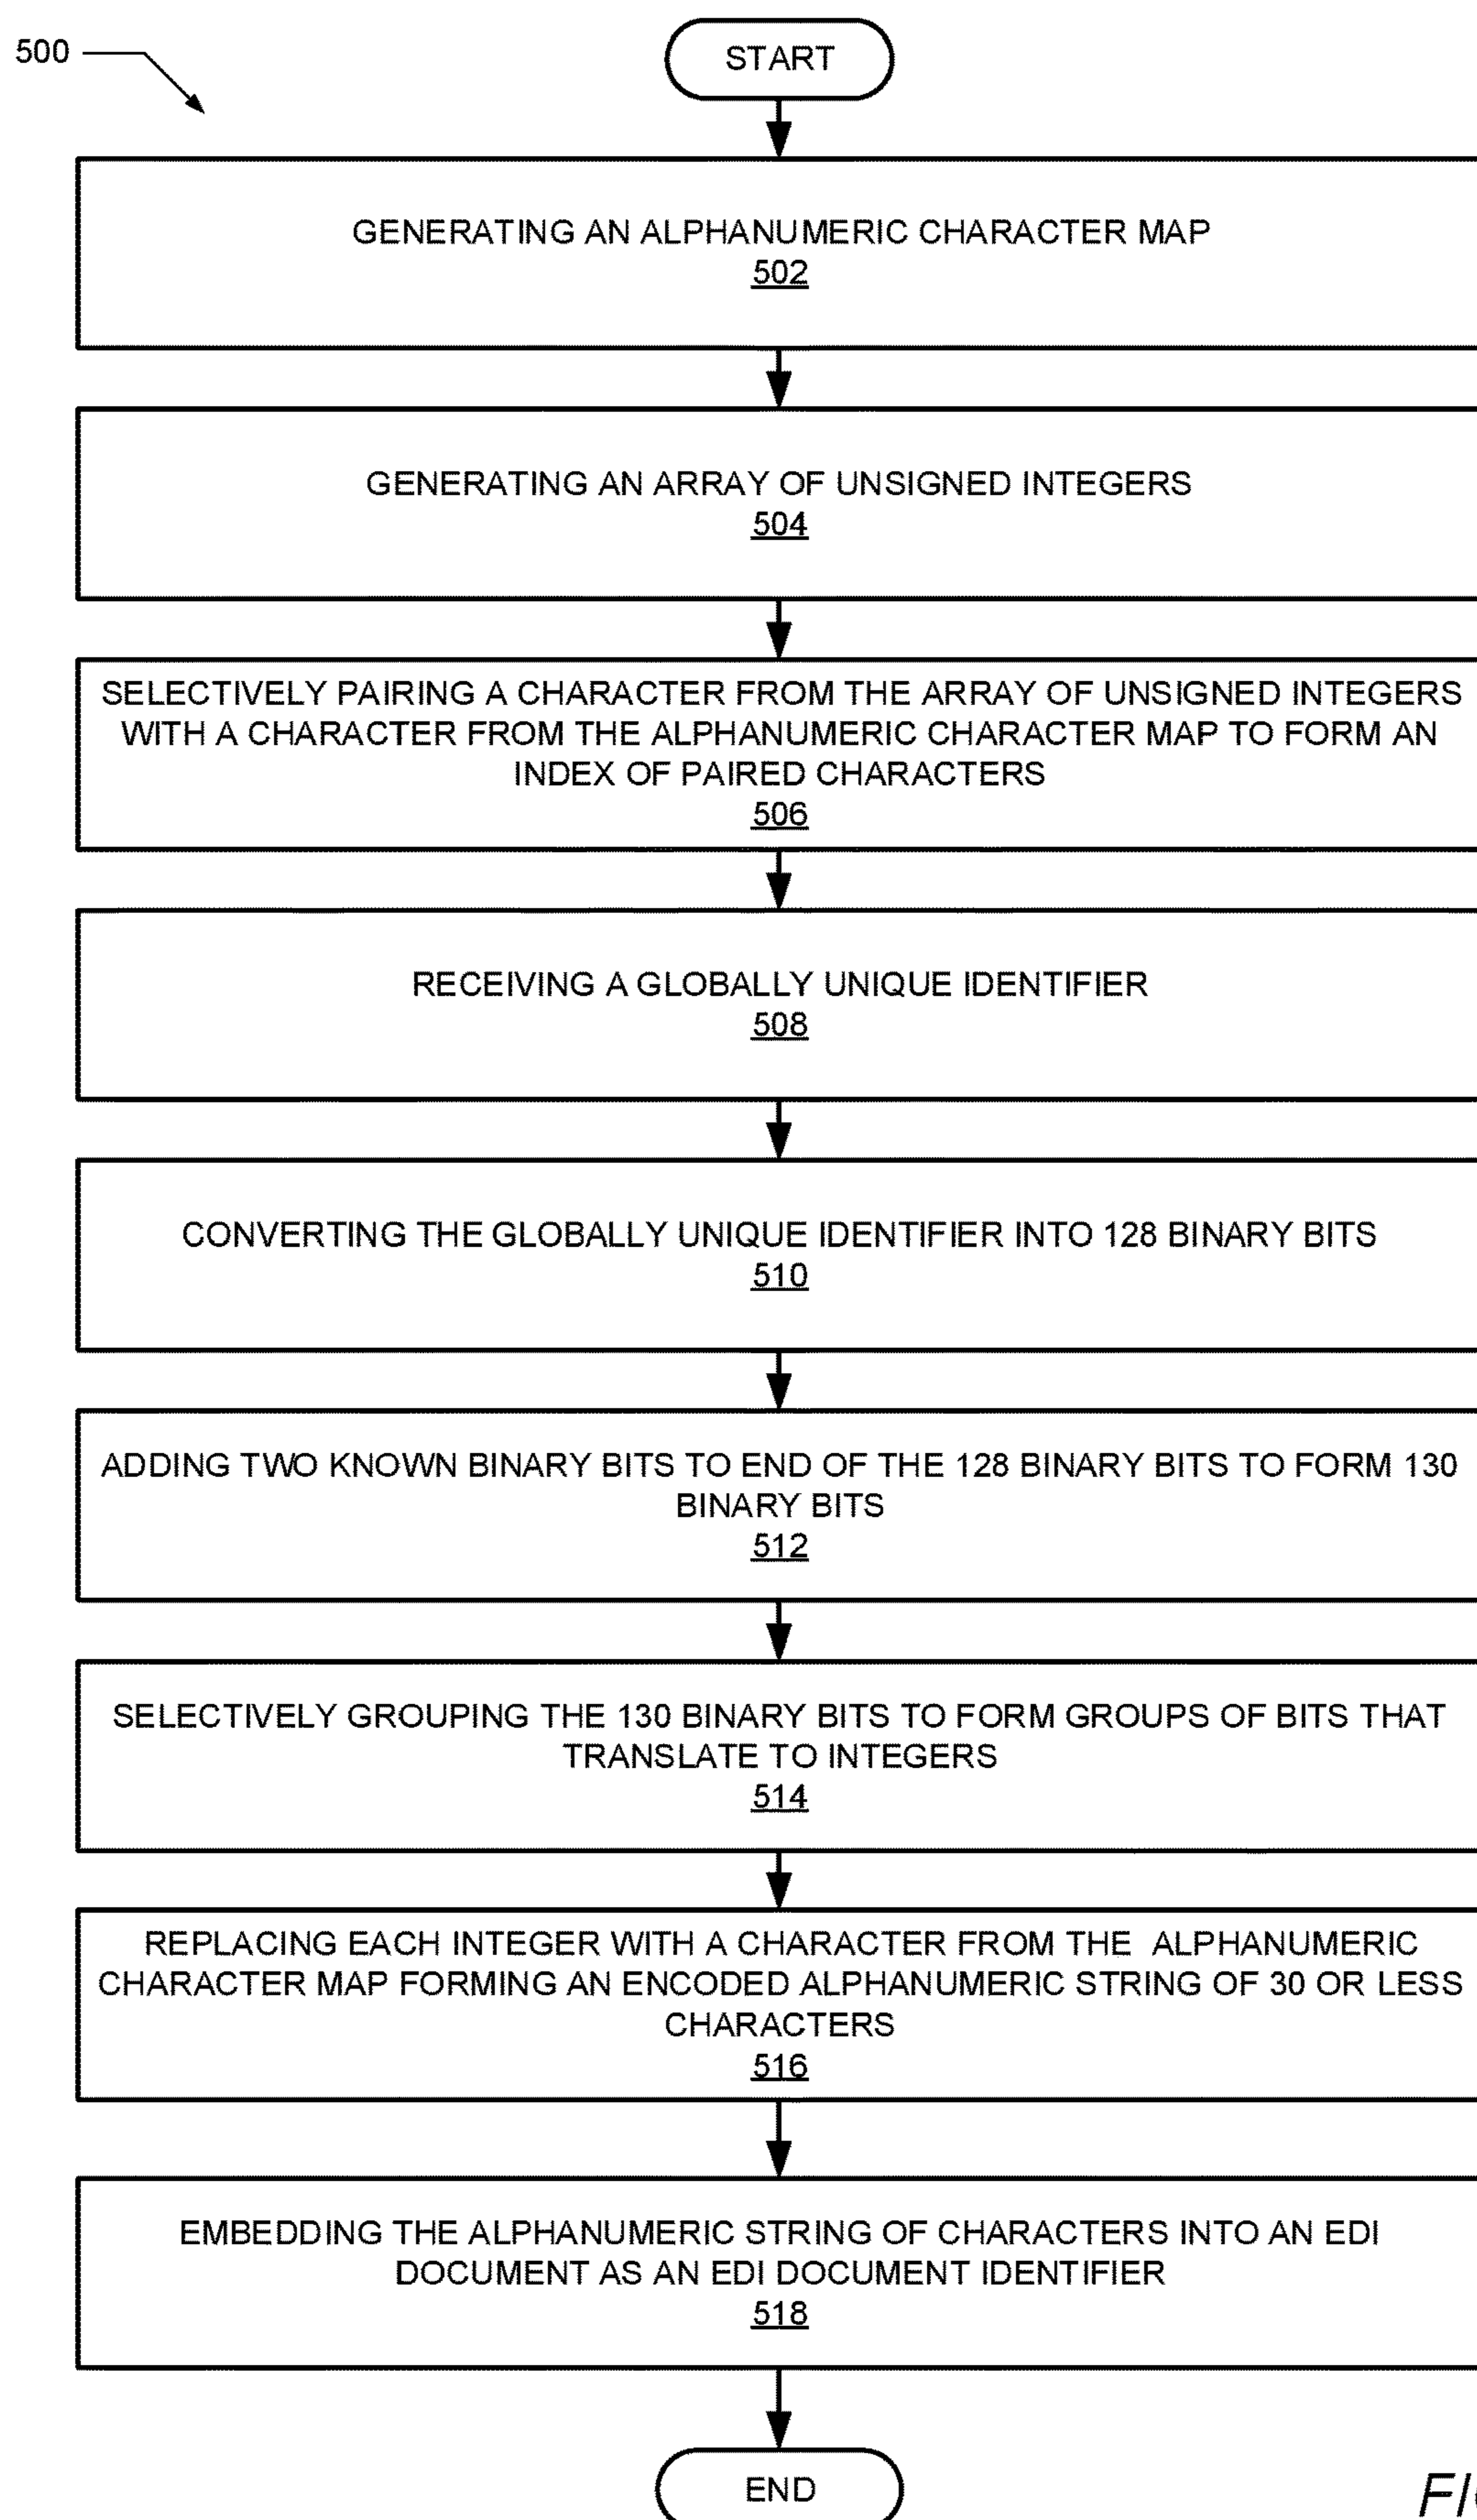 500
START
GENERATING AN ALPHANUMERIC CHARACTER MAP
502
GENERATING AN ARRAY OF UNSIGNED INTEGERS
504
SELECTIVELY PAIRING A CHARACTER FROM THE ARRAY OF UNSIGNED INTEGERS
WITH A CHARACTER FROM THE ALPHANUMERIC CHARACTER MAP TO FORM AN
INDEX OF PAIRED CHARACTERS
506
RECEIVING A GLOBALLY UNIQUE IDENTIFIER
508
CONVERTING THE GLOBALLY UNIQUE IDENTIFIER INTO 128 BINARY BITS
510
ADDING TWO KNOWN BINARY BITS TO END OF THE 128 BINARY BITS TO FORM 130
BINARY BITS
512
SELECTIVELY GROUPING THE 130 BINARY BITS TO FORM GROUPS OF BITS THAT
TRANSLATE TO INTEGERS
514
REPLACING EACH INTEGER WITH A CHARACTER FROM THE ALPHANUMERIC
CHARACTER MAP FORMING AN ENCODED ALPHANUMERIC STRING OF 30 OR LESS
CHARACTERS
516
EMBEDDING THE ALPHANUMERIC STRING OF CHARACTERS INTO AN EDI
DOCUMENT AS AN EDI DOCUMENT IDENTIFIER
518
END